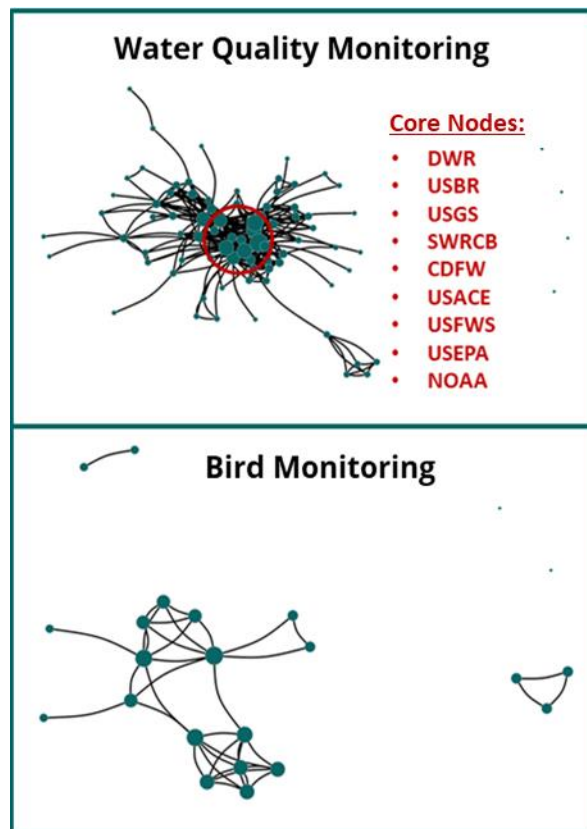 Water Quality Monitoring
Core Nodes:
• DWR
• USBR
• USGS
• SWRCB
• CDFW
• USACE
• USFWS
• USEPA
• NOAA
Bird Monitoring